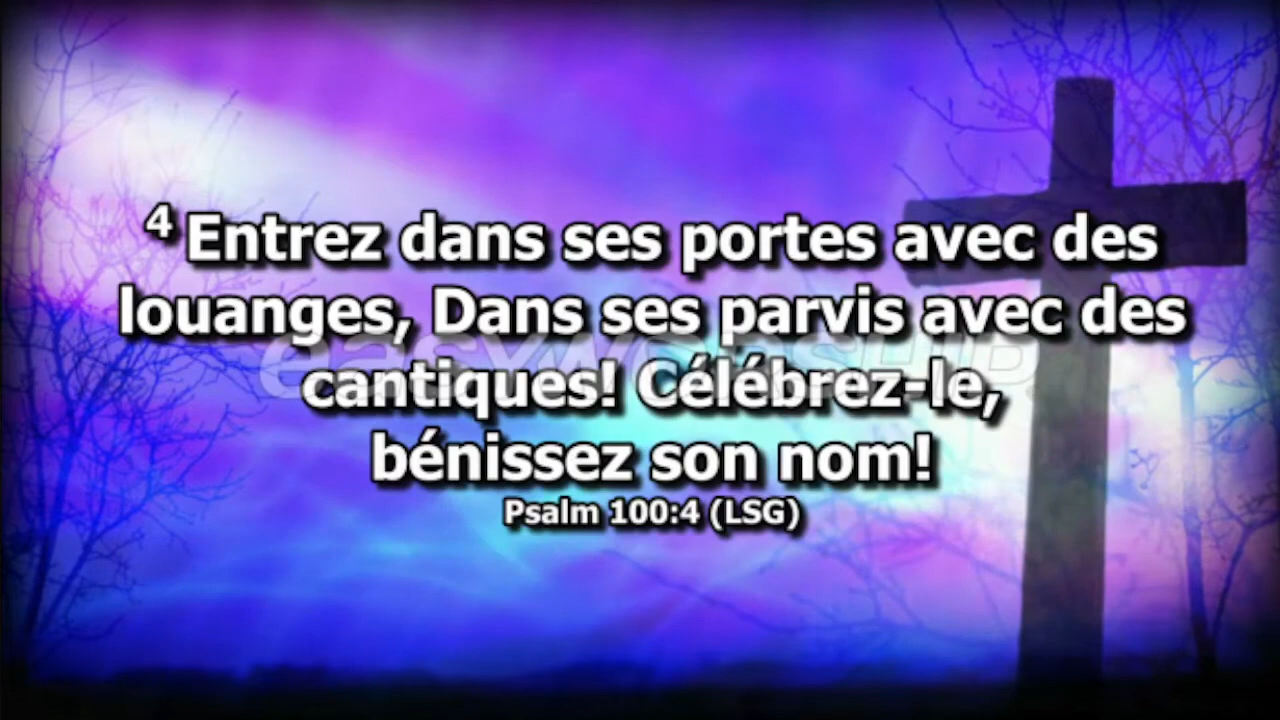 4 Entrez dans ses portes avec des
louanges, Dans ses parvis avec des
easyworship
cantiques! Célébrez-le,
bénissez son nom!
Psalm 100:4 (LSG)